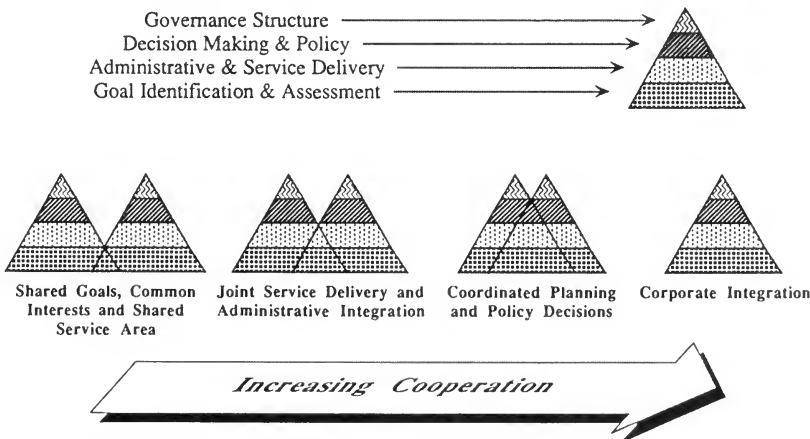 Governance Structure
Decision Making & Policy
Administrative & Service Delivery
Goal Identification & Assessment
Shared Goals, Common
Interests and Shared
Service Area
Joint Service Delivery and
Administrative Integration
Coordinated Planning
and Policy Decisions
Corporate Integration
Increasing Cooperation